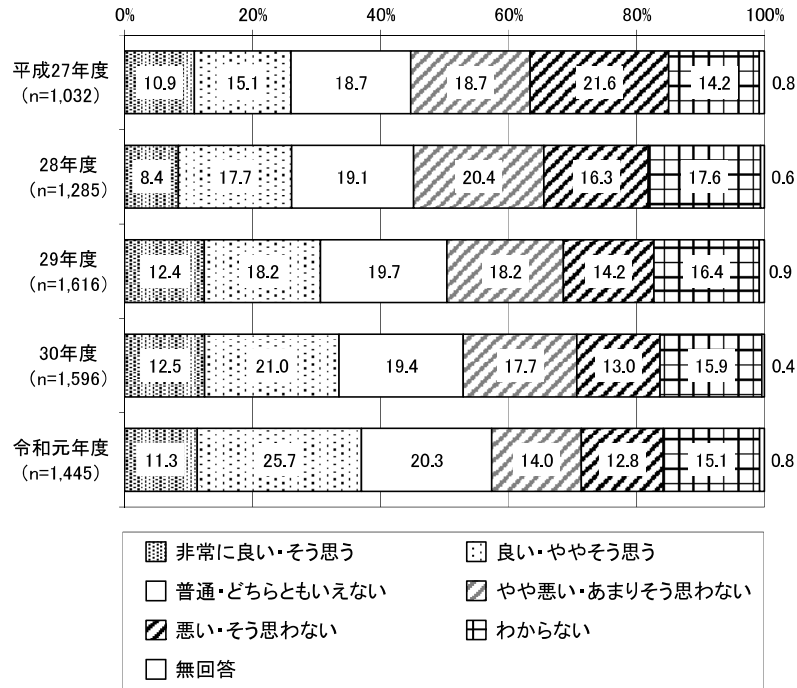 0% 20% 40% 60% 80% 100%
平成27年度
(n=1,032)
10.9 15.1 18.7 18.7 21.6 14.2 0.8
28年度
(n=1,285)
8.4 17.7 19.1 20.4 16.3 17.6 0.6
29年度
(n=1,616)
12.4 18.2 19.7 18.2 14.2 16.4 0.9
30年度
(n=1,596)
12.5 21.0 19.4 17.7 13.0 15.9 0.4
令和元年度
(n=1,445)
11.3 25.7 20.3 14.0 12.8 15.1 0.8
非常に良い・そう思う 良い・ややそう思う
普通・どちらともいえない やや悪い・あまりそう思わない
悪い・そう思わない わからない
無回答